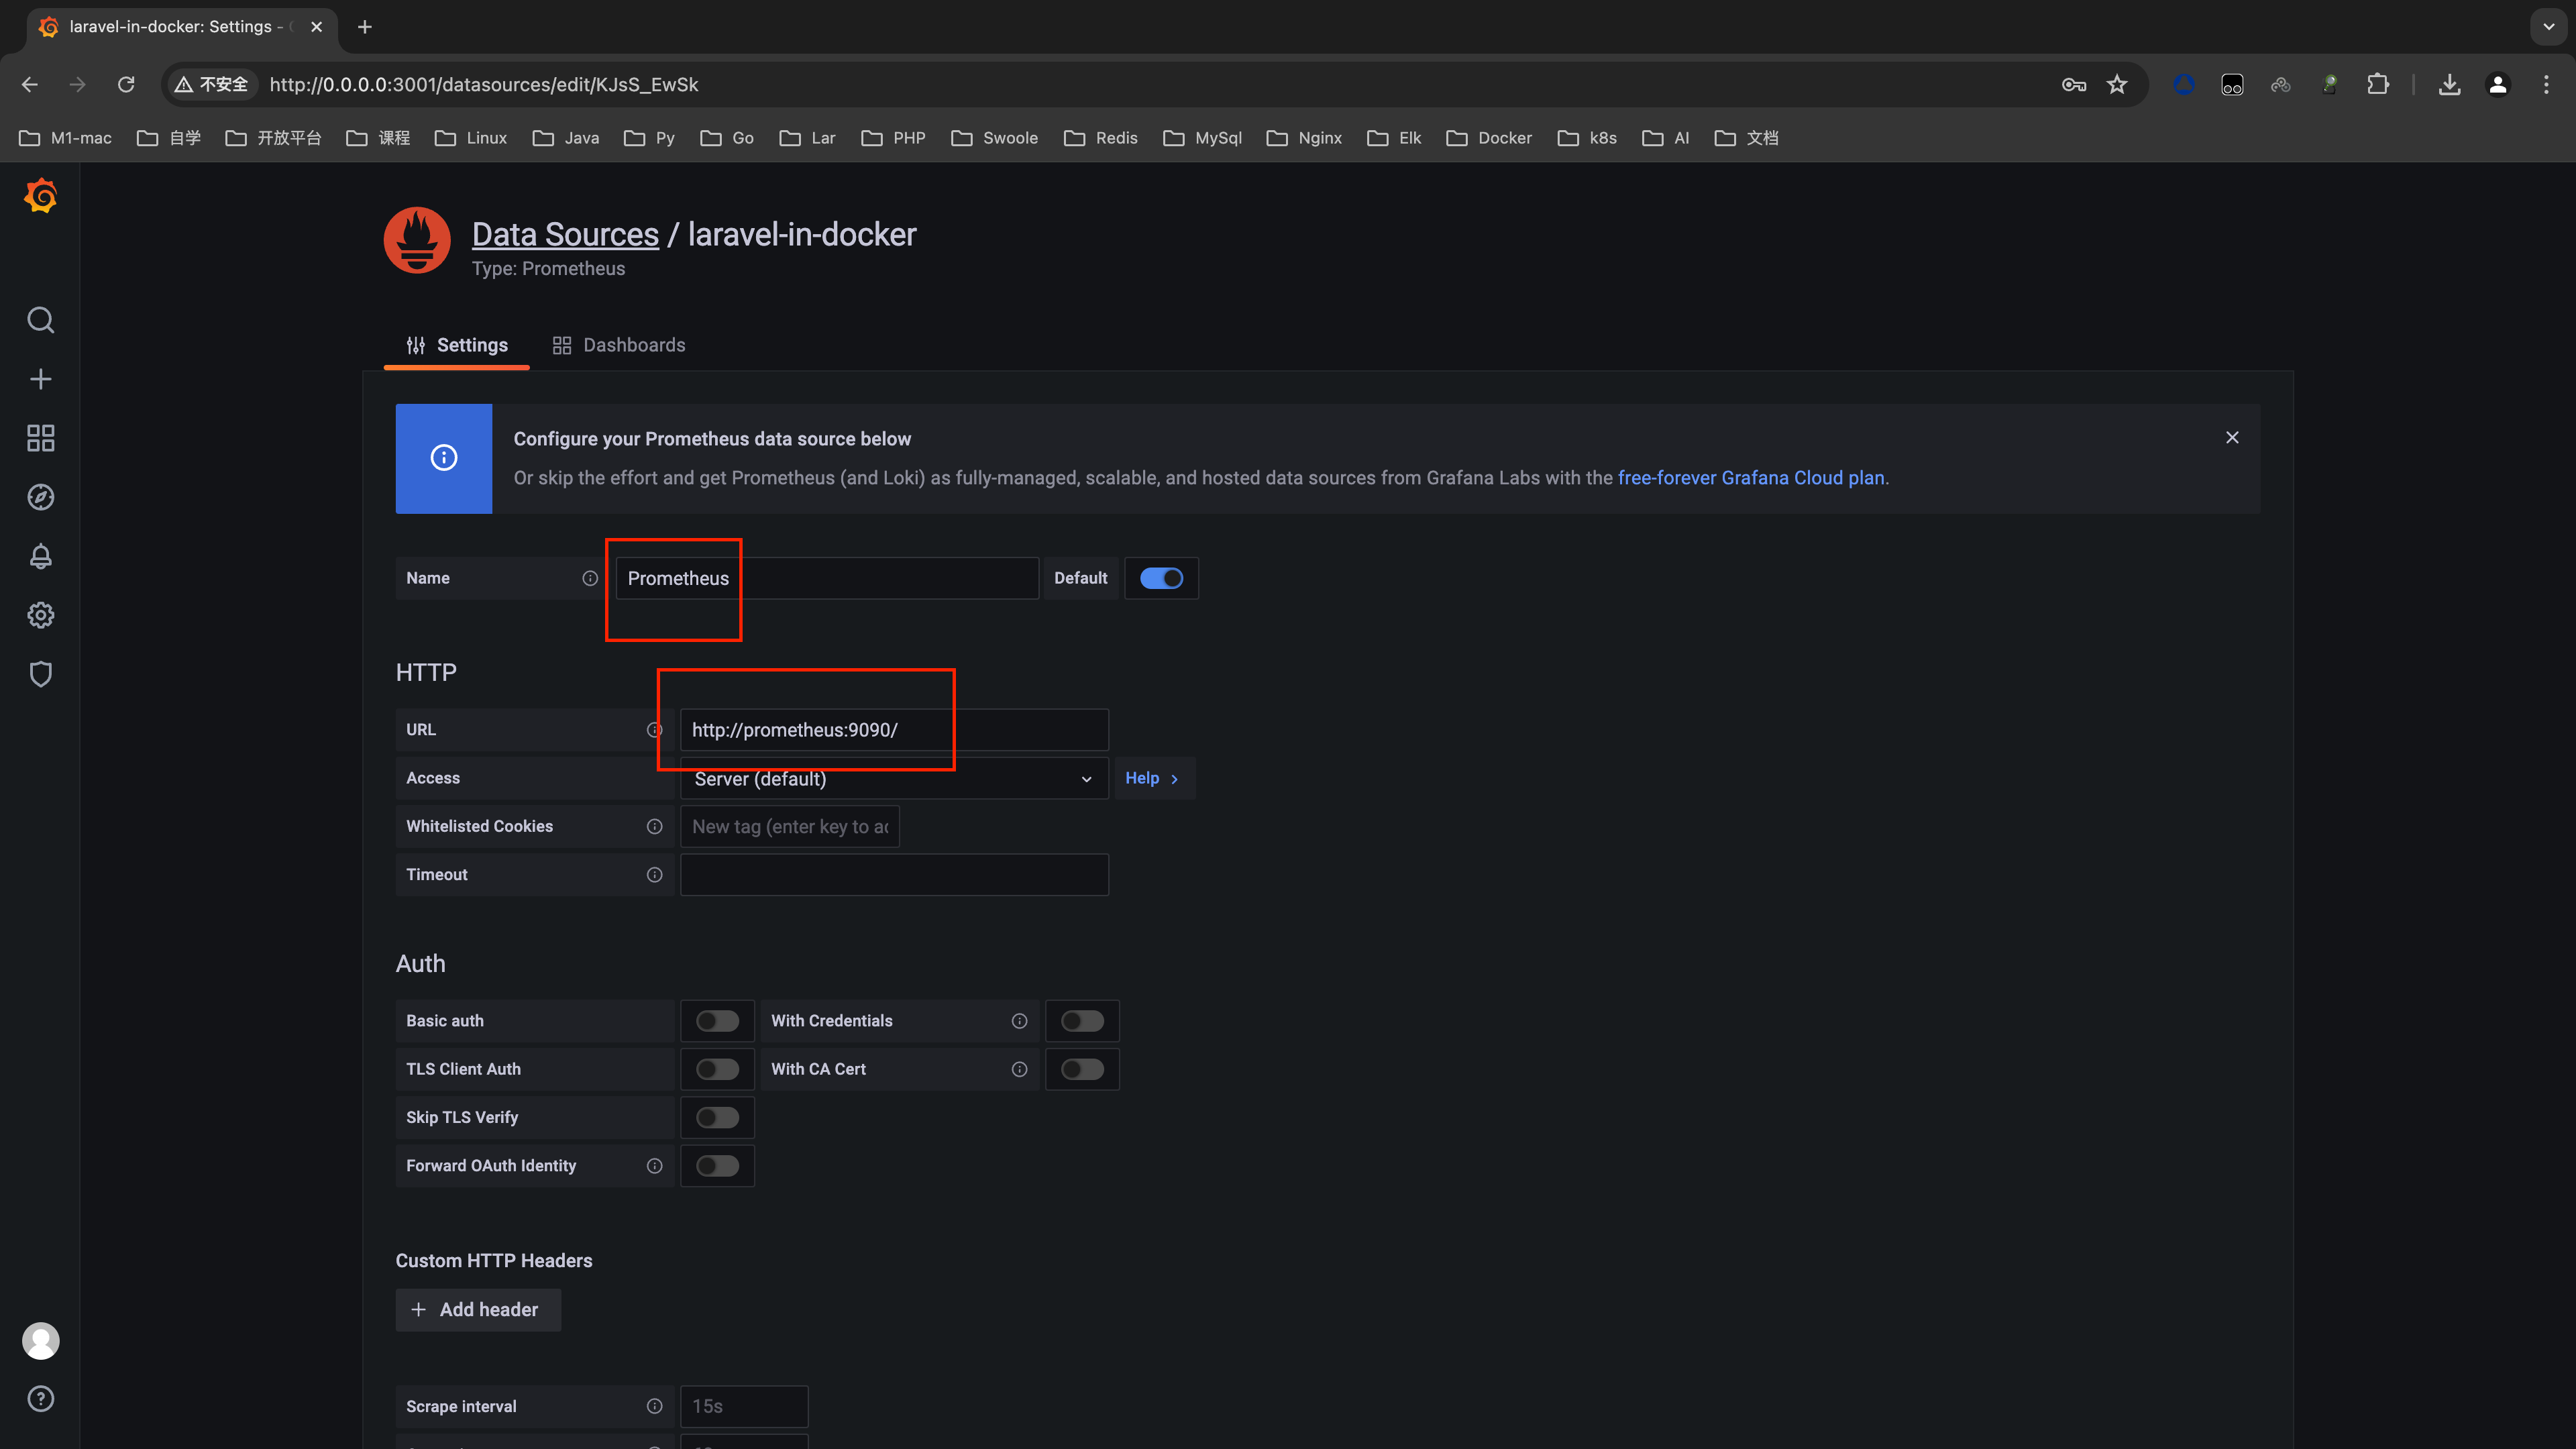 laravel-in-docker: Settings -
不安全
http://0.0.0.0:3001/datasources/edit/KJsS_EwSk
M1-mac 自学 开放平台 课程 Linux Java Py Go Lar PHP Swoole Redis MySql Nginx Elk Docker k8s AI 文档
Data Sources / laravel-in-docker
Type: Prometheus
Settings Dashboards
Configure your Prometheus data source below
Or skip the effort and get Prometheus (and Loki) as fully-managed, scalable, and hosted data sources from Grafana Labs with the free-forever Grafana Cloud plan.
Name Prometheus Default
HTTP
URL http://prometheus:9090/
Access Server (default) Help
Whitelisted Cookies New tag (enter key to ac
Timeout
Auth
Basic auth With Credentials
TLS Client Auth With CA Cert
Skip TLS Verify
Forward OAuth Identity
Custom HTTP Headers
+ Add header
Scrape interval 15s